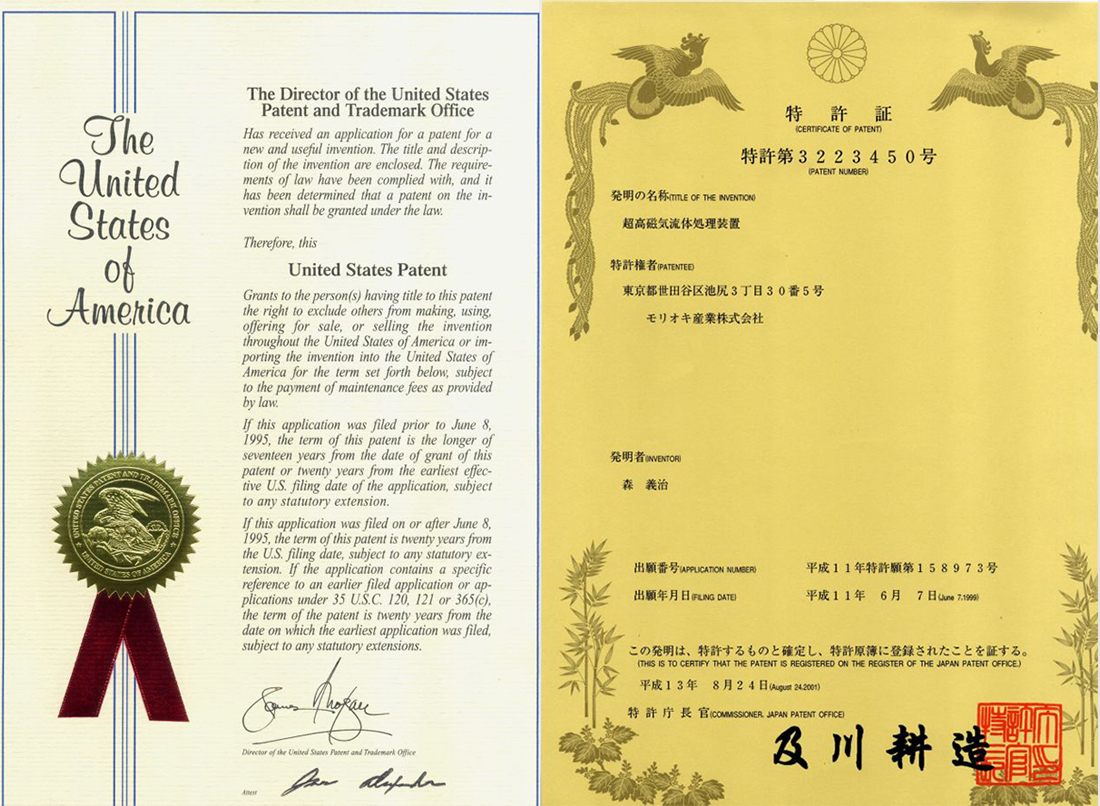 The
United
States
of
America
UNITED STATES PATENT AND TRADEMARK OFFICE
UNITED STATES OF AMERICA
The Director of the United States
Patent and Trademark Office
Has received an application for a patent for a
new and useful invention. The title and descrip-
tion of the invention are enclosed. The require-
ments of law have been complied with, and it
has been determined that a patent on the in-
vention shall be granted under the law.
Therefore, this
United States Patent
Grants to the person(s) having title to this patent
the right to exclude others from making, using,
offering for sale, or selling the invention
throughout the United States of America or im-
porting the invention into the United States of
America for the term set forth below, subject
to the payment of maintenance fees as provided
by law.
If this application was filed prior to June 8,
1995, the term of this patent is the longer of
seventeen years from the date of grant of this
patent or twenty years from the earliest effec-
tive U.S. filing date of the application, subject
to any statutory extension.
If this application was filed on or after June 8,
1995, the term of this patent is twenty years from
the U.S. filing date, subject to any statutory ex-
tension. If the application contains a specific
reference to an earlier filed application or ap-
plications under 35 U.S.C. 120, 121 or 365(c),
the term of the patent is twenty years from the
date on which the earliest application was filed,
subject to any statutory extensions.
Director of the United States Patent and Trademark Office
Attest
特許証
(CERTIFICATE OF PATENT)
特許第3223450号
(PATENT NUMBER)
発明の名称(TITLE OF THE INVENTION)
超高磁気流体処理装置
特許権者(PATENTEE)
東京都世田谷区池尻3丁目30番5号
モリオキ産業株式会社
発明者(INVENTOR)
森 義治
出願番号(APPLICATION NUMBER) 平成11年特許願第158973号
出願年月日(FILING DATE) 平成11年 6月 7日(June 7,1999)
この発明は、特許するものと確定し、特許原簿に登録されたことを証する。
(THIS IS TO CERTIFY THAT THE PATENT IS REGISTERED ON THE REGISTER OF THE JAPAN PATENT OFFICE.)
平成13年 8月24日(August 24,2001)
特許庁長官(COMMISSIONER, JAPAN PATENT OFFICE)
及川耕造